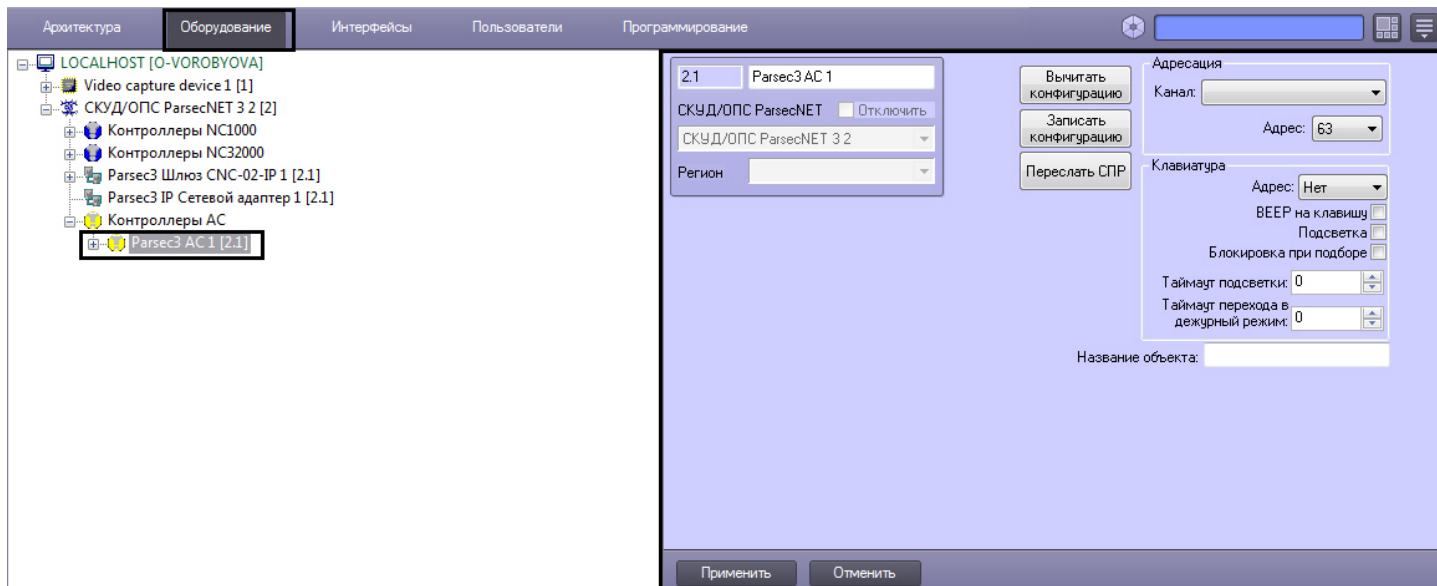 Архитектура Оборудование Интерфейсы Пользователи Программирование
LOCALHOST [O-VOROBYOVA]
Video capture device 1 [1]
СКУД/ОПС ParsecNET 3 2 [2]
Контроллеры NC1000
Контроллеры NC32000
Parsec3 Шлюз CNC-02-IP 1 [2.1]
Parsec3 IP Сетевой адаптер 1 [2.1]
Контроллеры AC
Parsec3 AC 1 [2.1]
2.1 Parsec3 AC 1
СКУД/ОПС ParsecNET Отключить
СКУД/ОПС ParsecNET 3 2
Регион
Вычитать
конфигурацию
Записать
конфигурацию
Переслать СПР
Адресация
Канал:
Адрес: 63
Клавиатура
Адрес: Нет
BEEP на клавишу
Подсветка
Блокировка при подборе
Таймаут подсветки: 0
Таймаут перехода в
дежурный режим: 0
Название объекта:
Применить Отменить